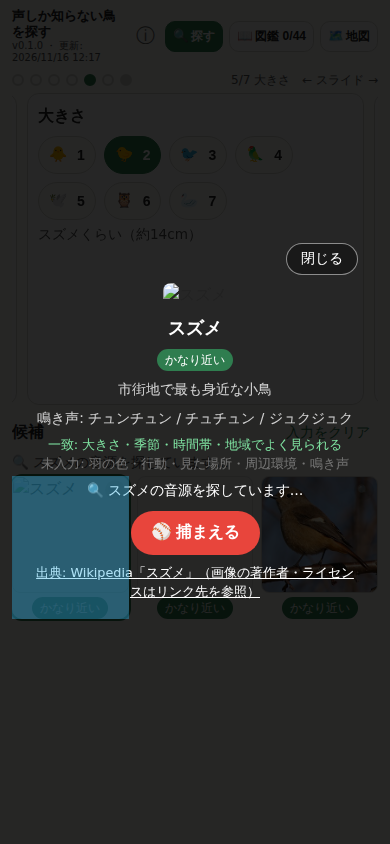 声しか知らない鳥
を探す
v0.1.0 · 更新:
2026/11/16 12:17
ⓘ
🔍 探す
📖 図鑑 0/44
🗺️ 地図
5/7 大きさ ← スライド →
大きさ
1
2
3
4
5
6
7
スズメくらい（約14cm）
閉じる
スズメ
かなり近い
市街地で最も身近な小鳥
鳴き声: チュンチュン / チュチュン / ジュクジュク
候補
入力をクリア
一致: 大きさ・季節・時間帯・地域でよく見られる
未入力: 羽の色・行動・見た場所・周辺環境・鳴き声
スズメ
🔍 スズメの音源を探しています…
⚾ 捕まえる
出典: Wikipedia「スズメ」（画像の著作者・ライセン
スはリンク先を参照）
かなり近い
かなり近い
かなり近い